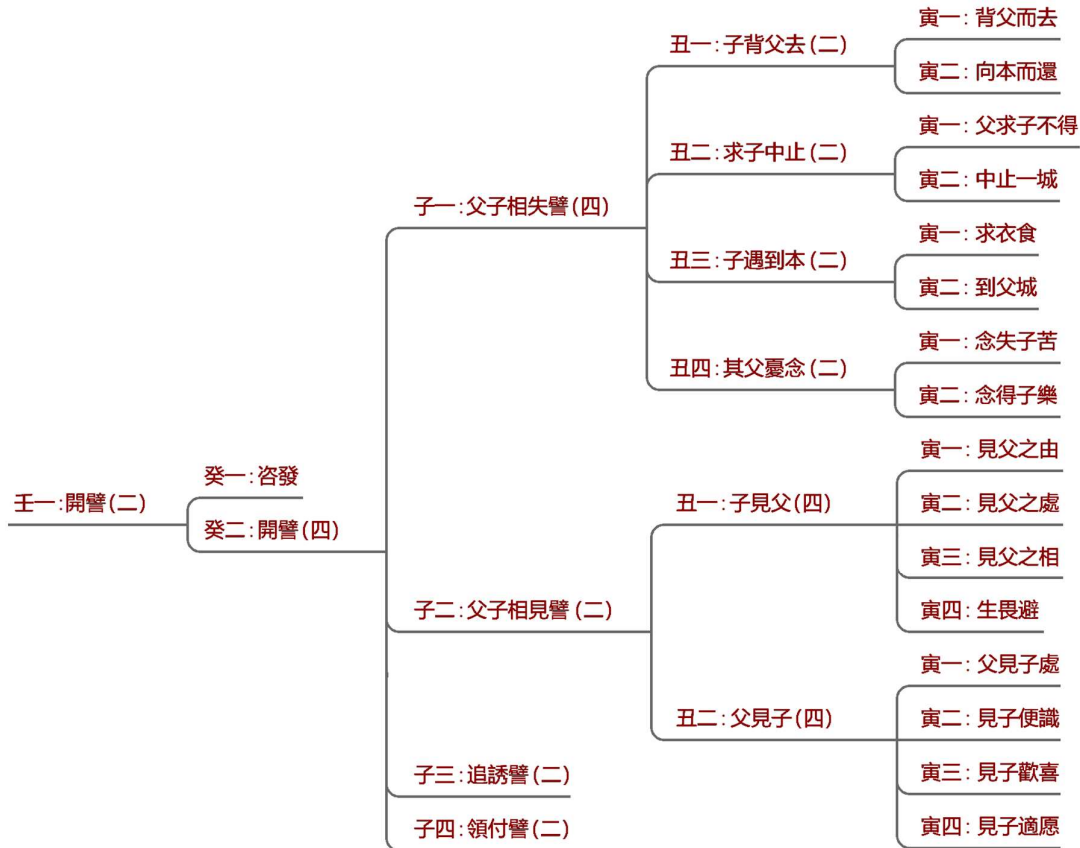 壬一:開譬(二)
癸一:咨發
癸二:開譬(四)
子一:父子相失譬(四)
丑一:子背父去(二)
寅一:背父而去
寅二:向本而還
丑二:求子中止(二)
寅一:父求子不得
寅二:中止一城
丑三:子遇到本(二)
寅一:求衣食
寅二:到父城
丑四:其父憂念(二)
寅一:念失子苦
寅二:念得子樂
子二:父子相見譬(二)
丑一:子見父(四)
寅一:見父之由
寅二:見父之處
寅三:見父之相
寅四:生畏避
丑二:父見子(四)
寅一:父見子處
寅二:見子便識
寅三:見子歡喜
寅四:見子適愿
子三:追誘譬(二)
子四:領付譬(二)